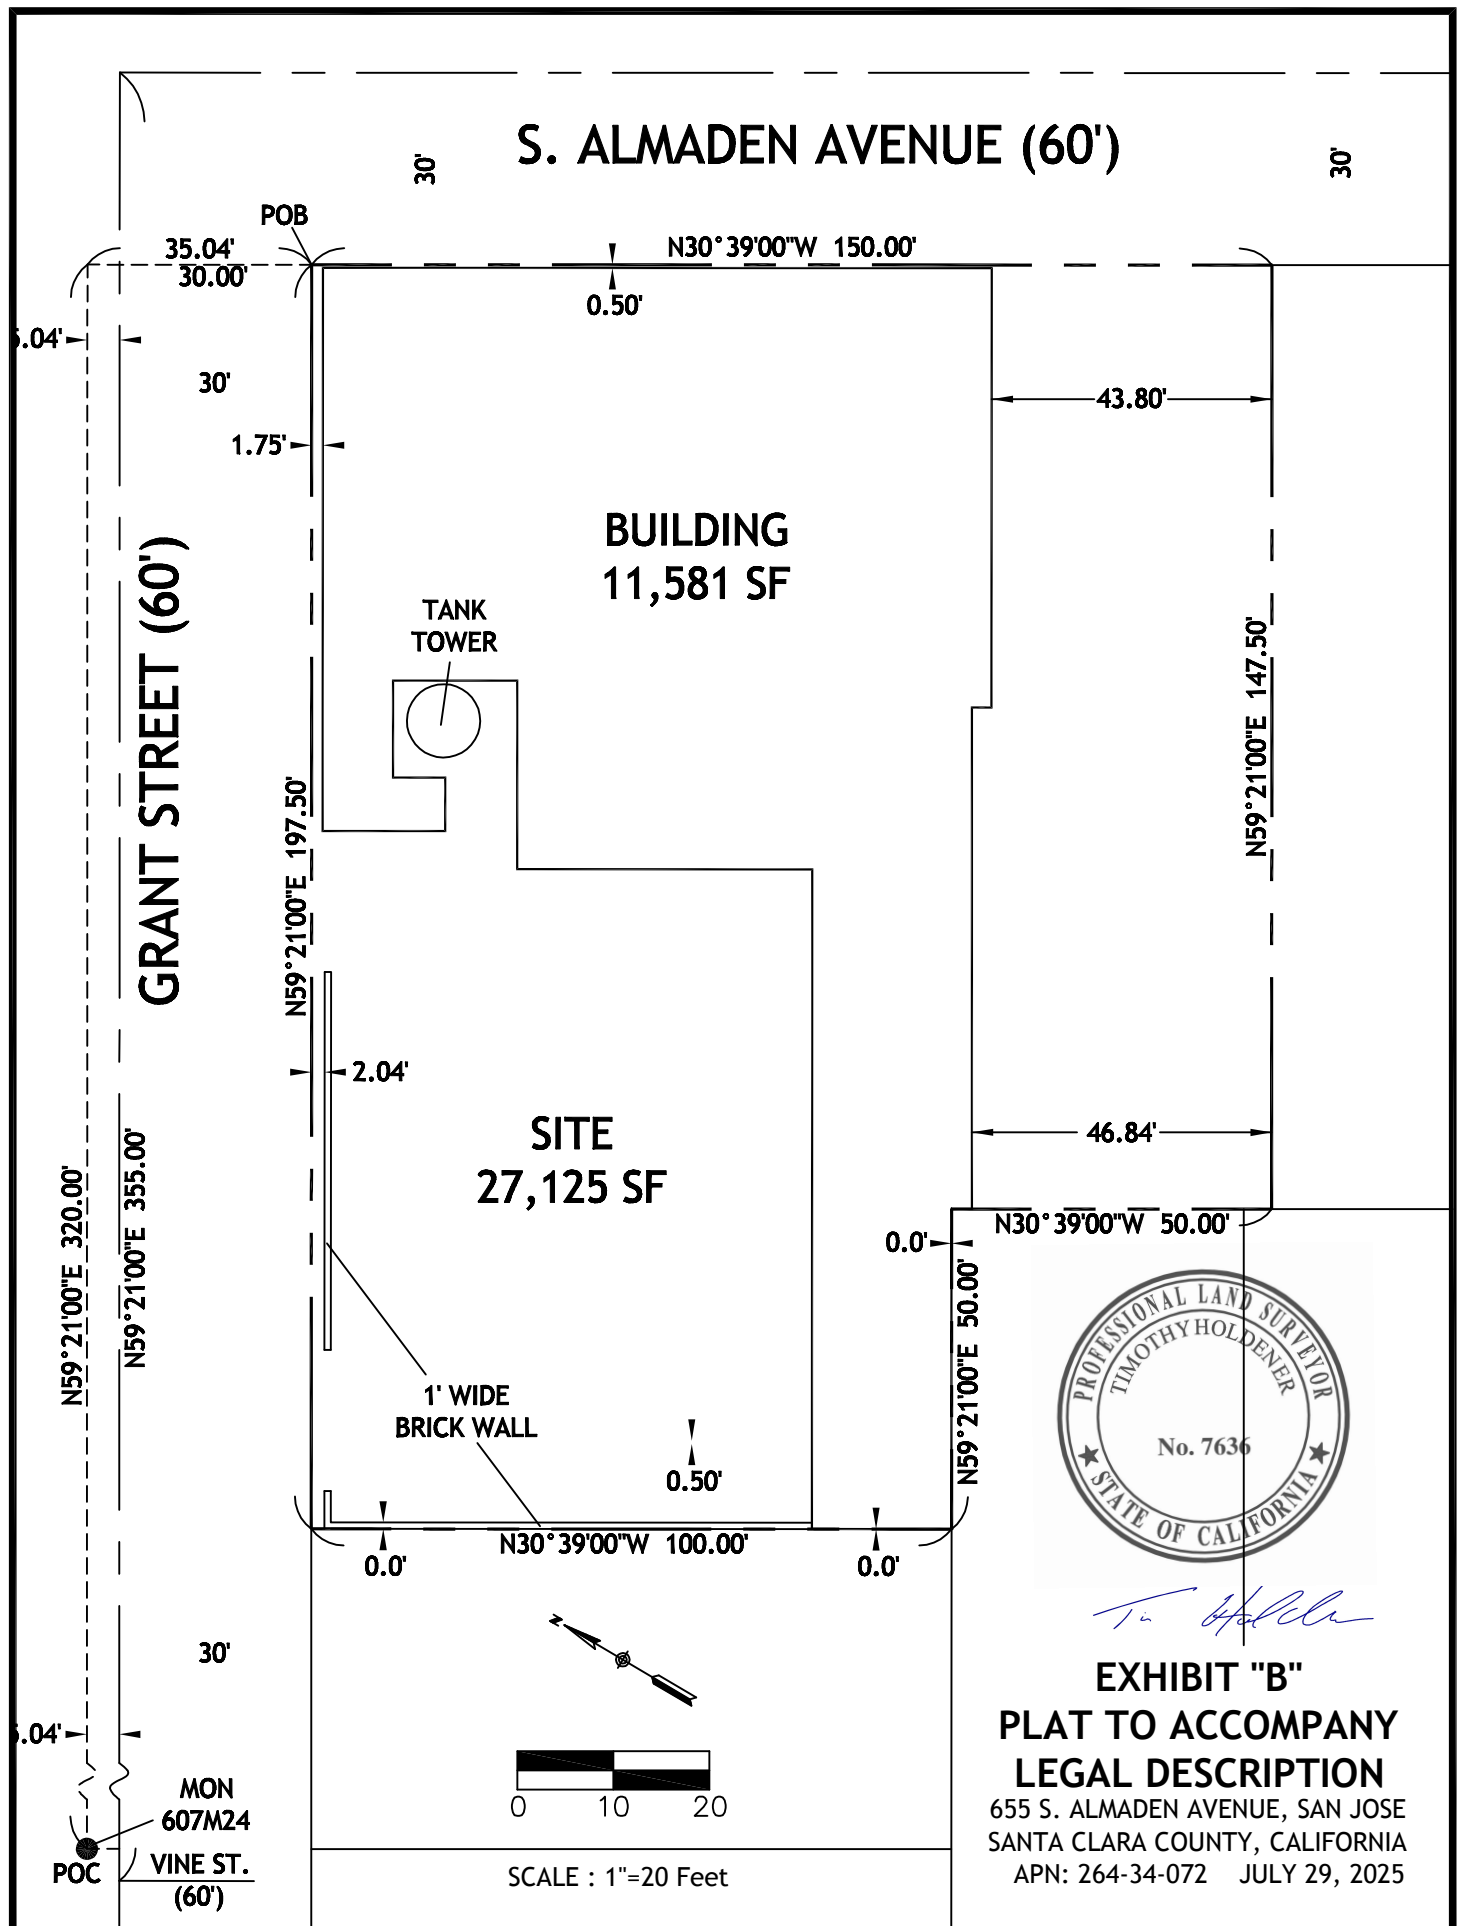 S. ALMADEN AVENUE (60')
30'
30'
POB
35.04'
30.00'
N30°39'00"W 150.00'
0.50'
.04'
30'
43.80'
1.75'
BUILDING
11,581 SF
TANK
TOWER
GRANT STREET (60')
N59°21'00"E 197.50'
N59°21'00"E 147.50'
2.04'
SITE
27,125 SF
46.84'
N59°21'00"E 320.00'
N59°21'00"E 355.00'
N30°39'00"W 50.00'
0.0'
N59°21'00"E 50.00'
1' WIDE
BRICK WALL
0.50'
PROFESSIONAL LAND SURVEYOR
TIMOTHY HOLDENER
No. 7636
STATE OF CALIFORNIA
N30°39'00"W 100.00'
0.0'
0.0'
N
30'
Tim Holdener
.04'
MON
607M24
POC
VINE ST.
(60')
0 10 20
SCALE : 1"=20 Feet
EXHIBIT "B"
PLAT TO ACCOMPANY
LEGAL DESCRIPTION
655 S. ALMADEN AVENUE, SAN JOSE
SANTA CLARA COUNTY, CALIFORNIA
APN: 264-34-072 JULY 29, 2025